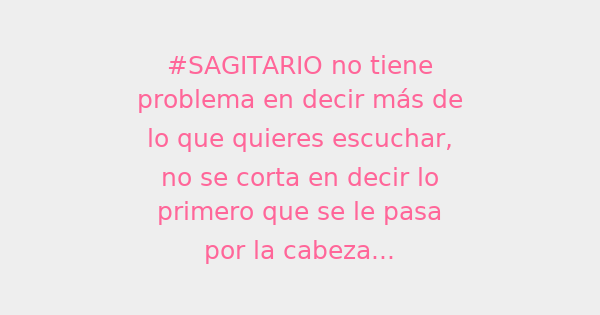 #SAGITARIO no tiene
problema en decir más de
lo que quieres escuchar,
no se corta en decir lo
primero que se le pasa
por la cabeza...